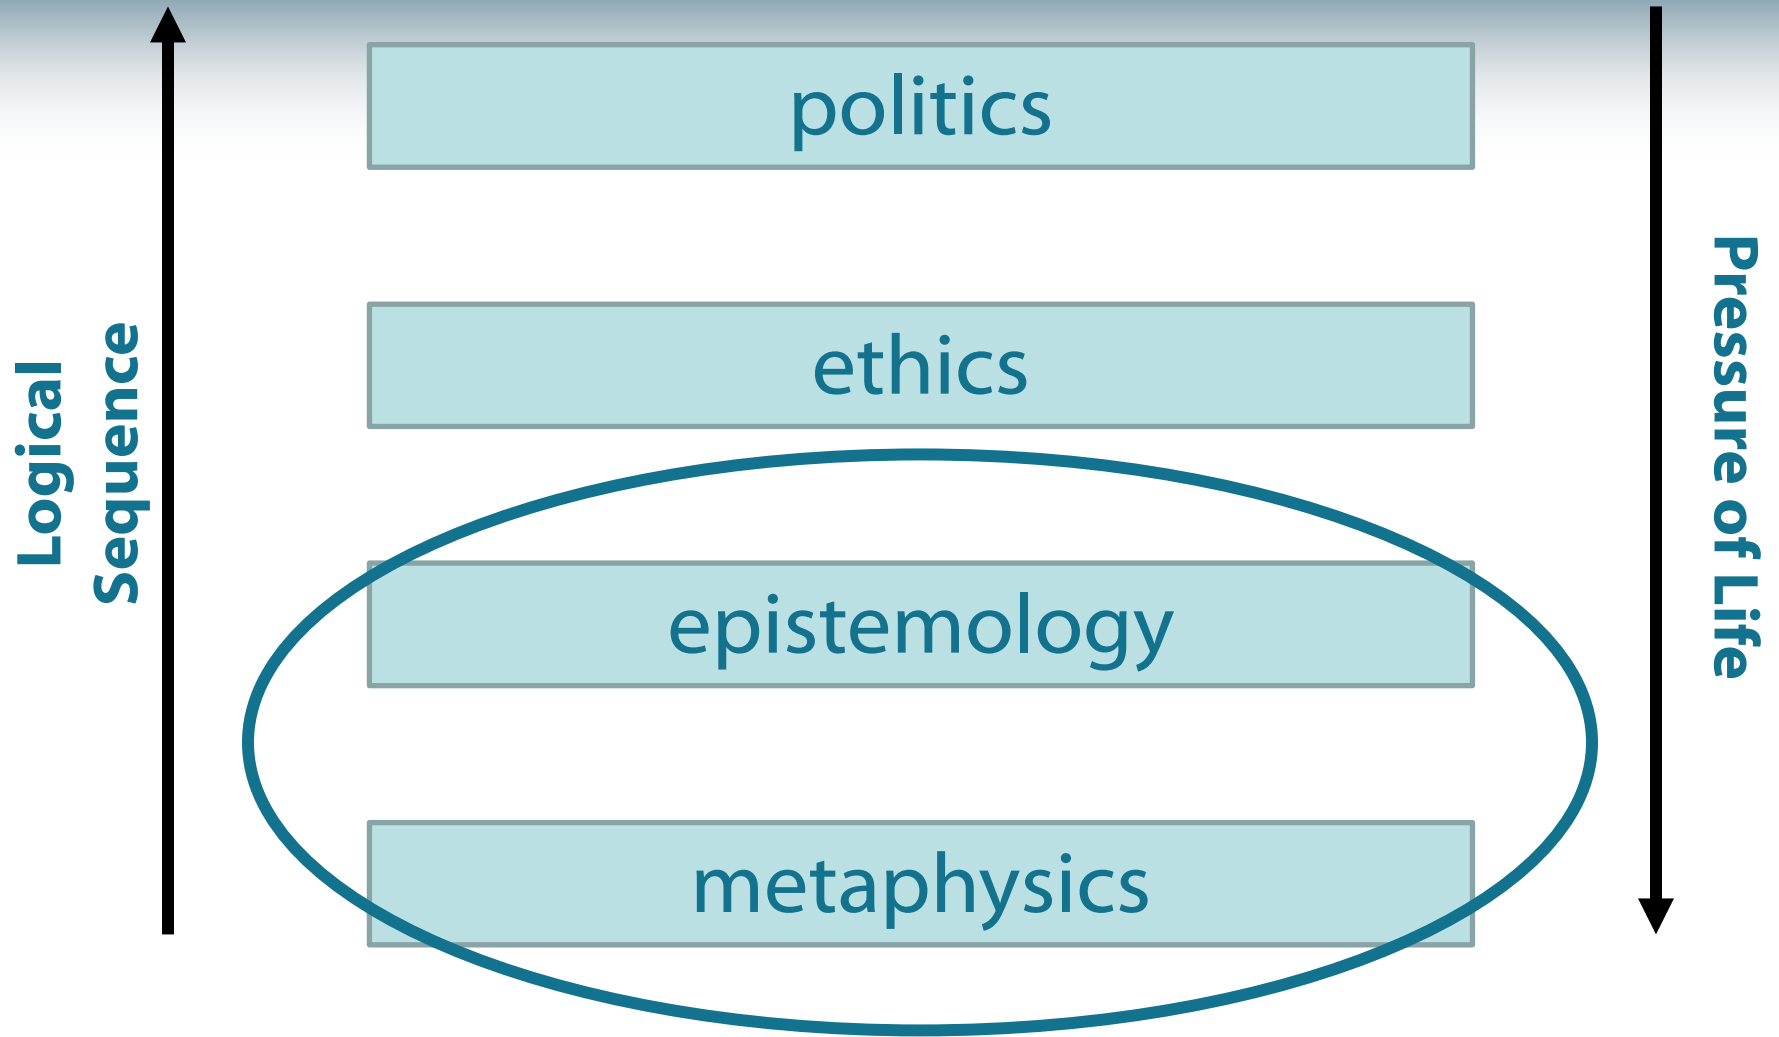 politics
ethics
epistemology
metaphysics
Logical
Sequence
Pressure of Life